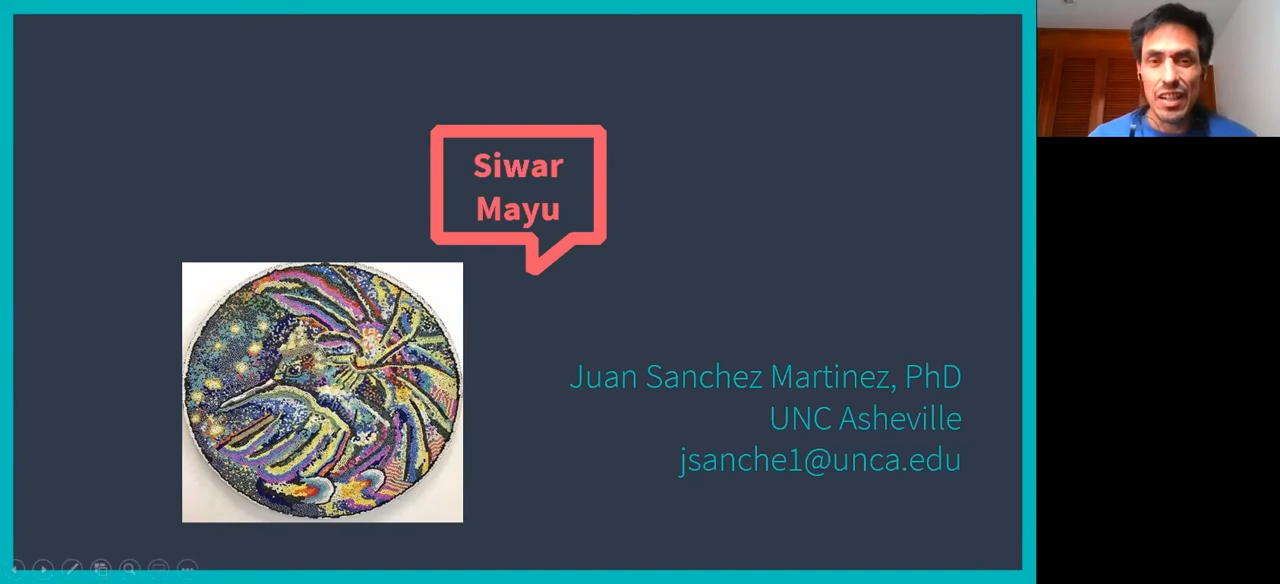 Siwar
Mayu
Juan Sanchez Martinez, PhD
UNC Asheville
jsanche1@unca.edu